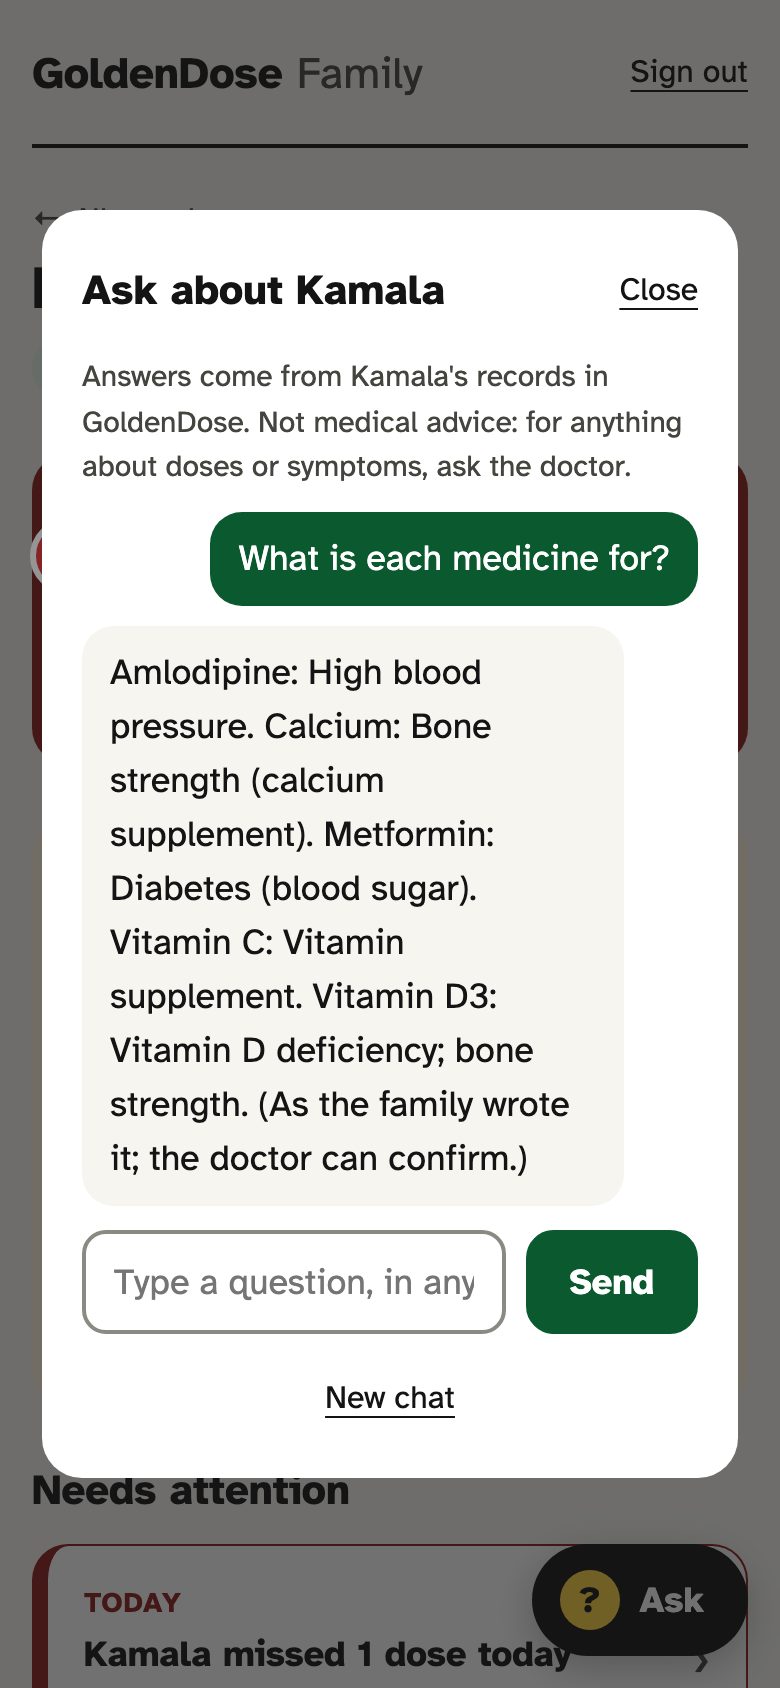 GoldenDose Family
Sign out
Ask about Kamala
Close
Answers come from Kamala's records in
GoldenDose. Not medical advice: for anything
about doses or symptoms, ask the doctor.
What is each medicine for?
Amlodipine: High blood
pressure. Calcium: Bone
strength (calcium
supplement). Metformin:
Diabetes (blood sugar).
Vitamin C: Vitamin
supplement. Vitamin D3:
Vitamin D deficiency; bone
strength. (As the family wrote
it; the doctor can confirm.)
Type a question, in any
Send
New chat
Needs attention
TODAY
Kamala missed 1 dose today
? Ask